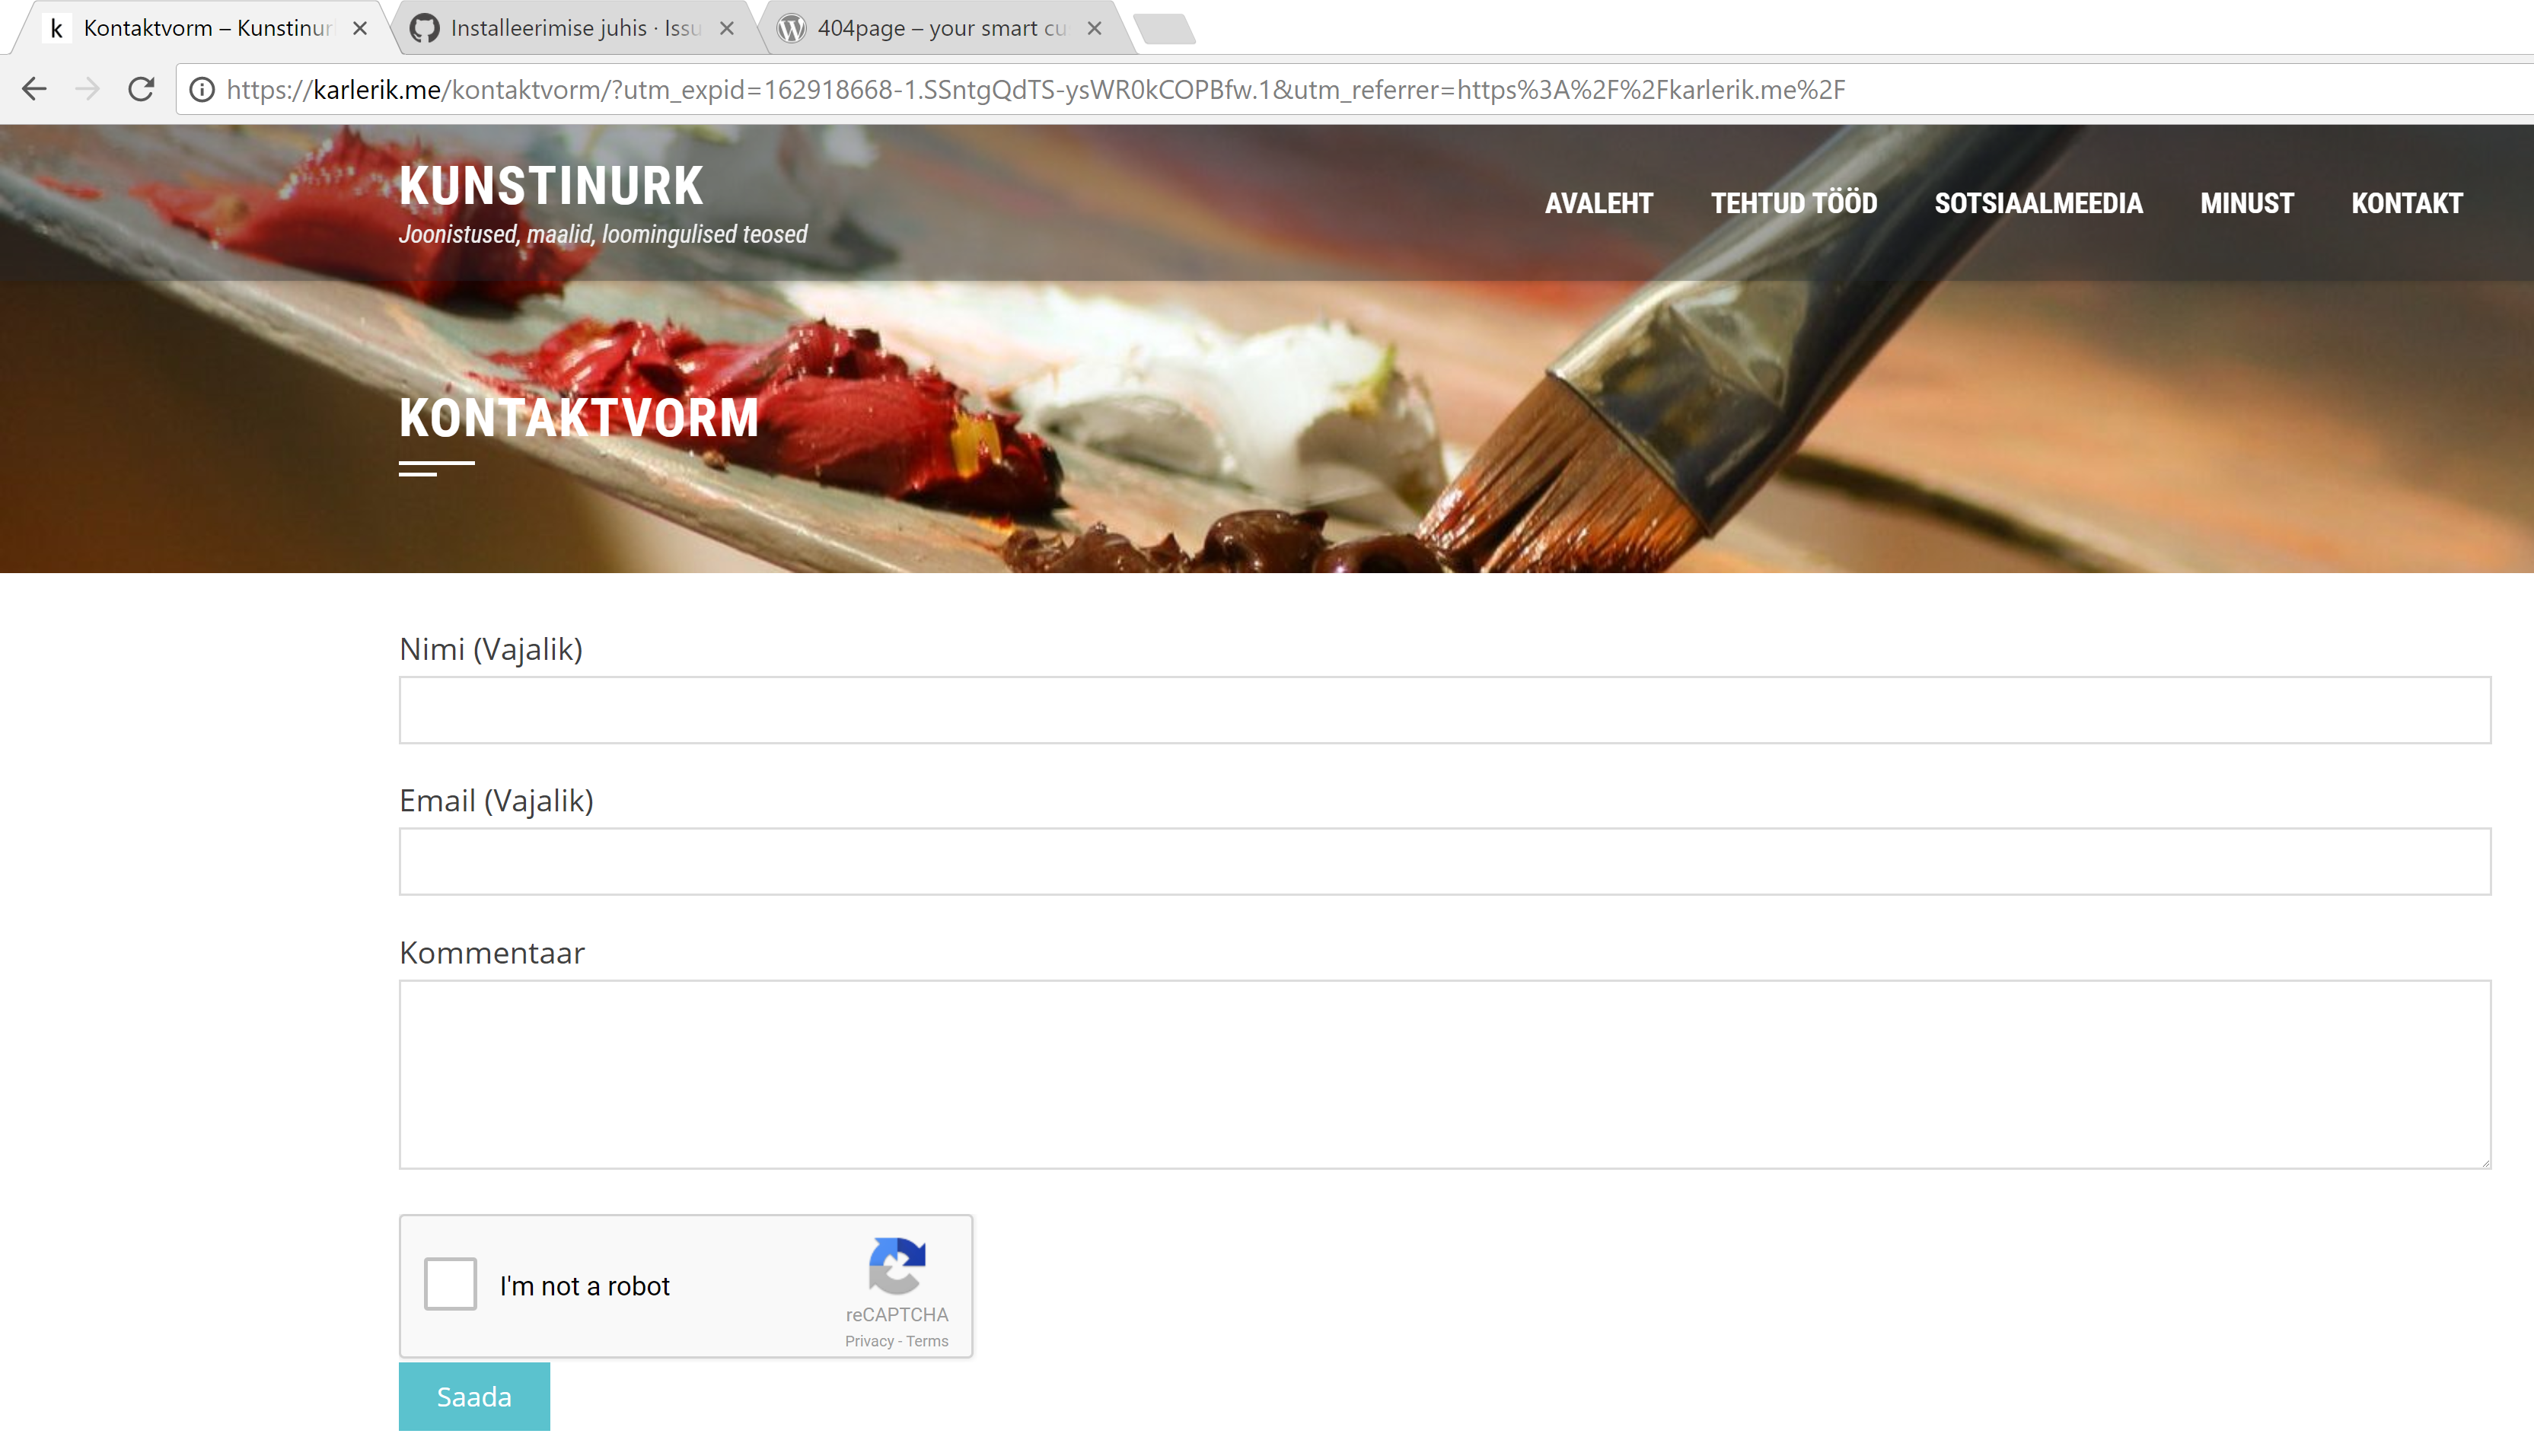 k Kontaktvorm – Kunstinur
Installeerimise juhis · Issu
404page – your smart cu
https://karlerik.me/kontaktvorm/?utm_expid=162918668-1.SSntgQdTS-ysWR0kCOPBfw.1&utm_referrer=https%3A%2F%2Fkarlerik.me%2F
KUNSTINURK
Joonistused, maalid, loomingulised teosed
AVALEHT TEHTUD TÖÖD SOTSIAALMEEDIA MINUST KONTAKT
KONTAKTVORM
Nimi (Vajalik)
Email (Vajalik)
Kommentaar
I'm not a robot
reCAPTCHA
Privacy - Terms
Saada